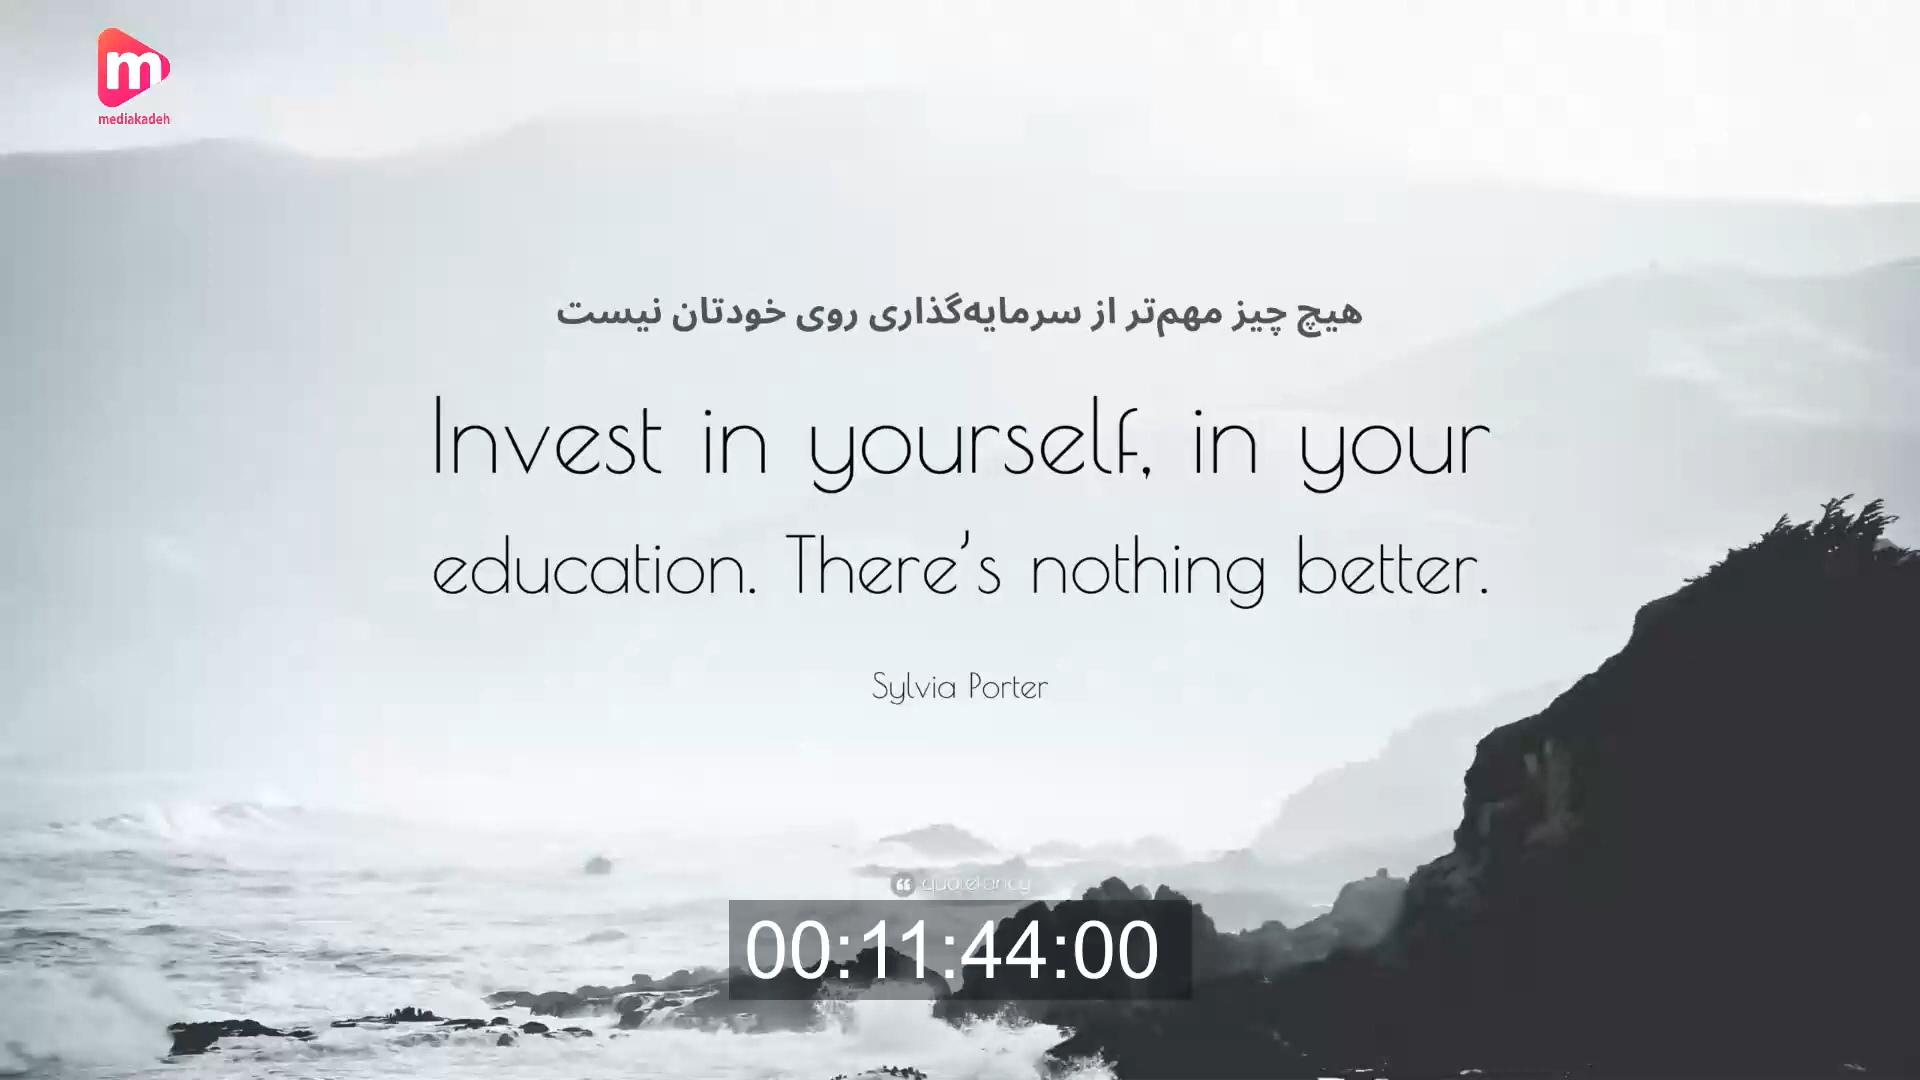 m
mediakadeh
هیچ چیز مهم‌تر از سرمایه‌گذاری روی خودتان نیست
Invest in yourself, in your
education. There's nothing better.
Sylvia Porter
quotefancy
00:11:44:00